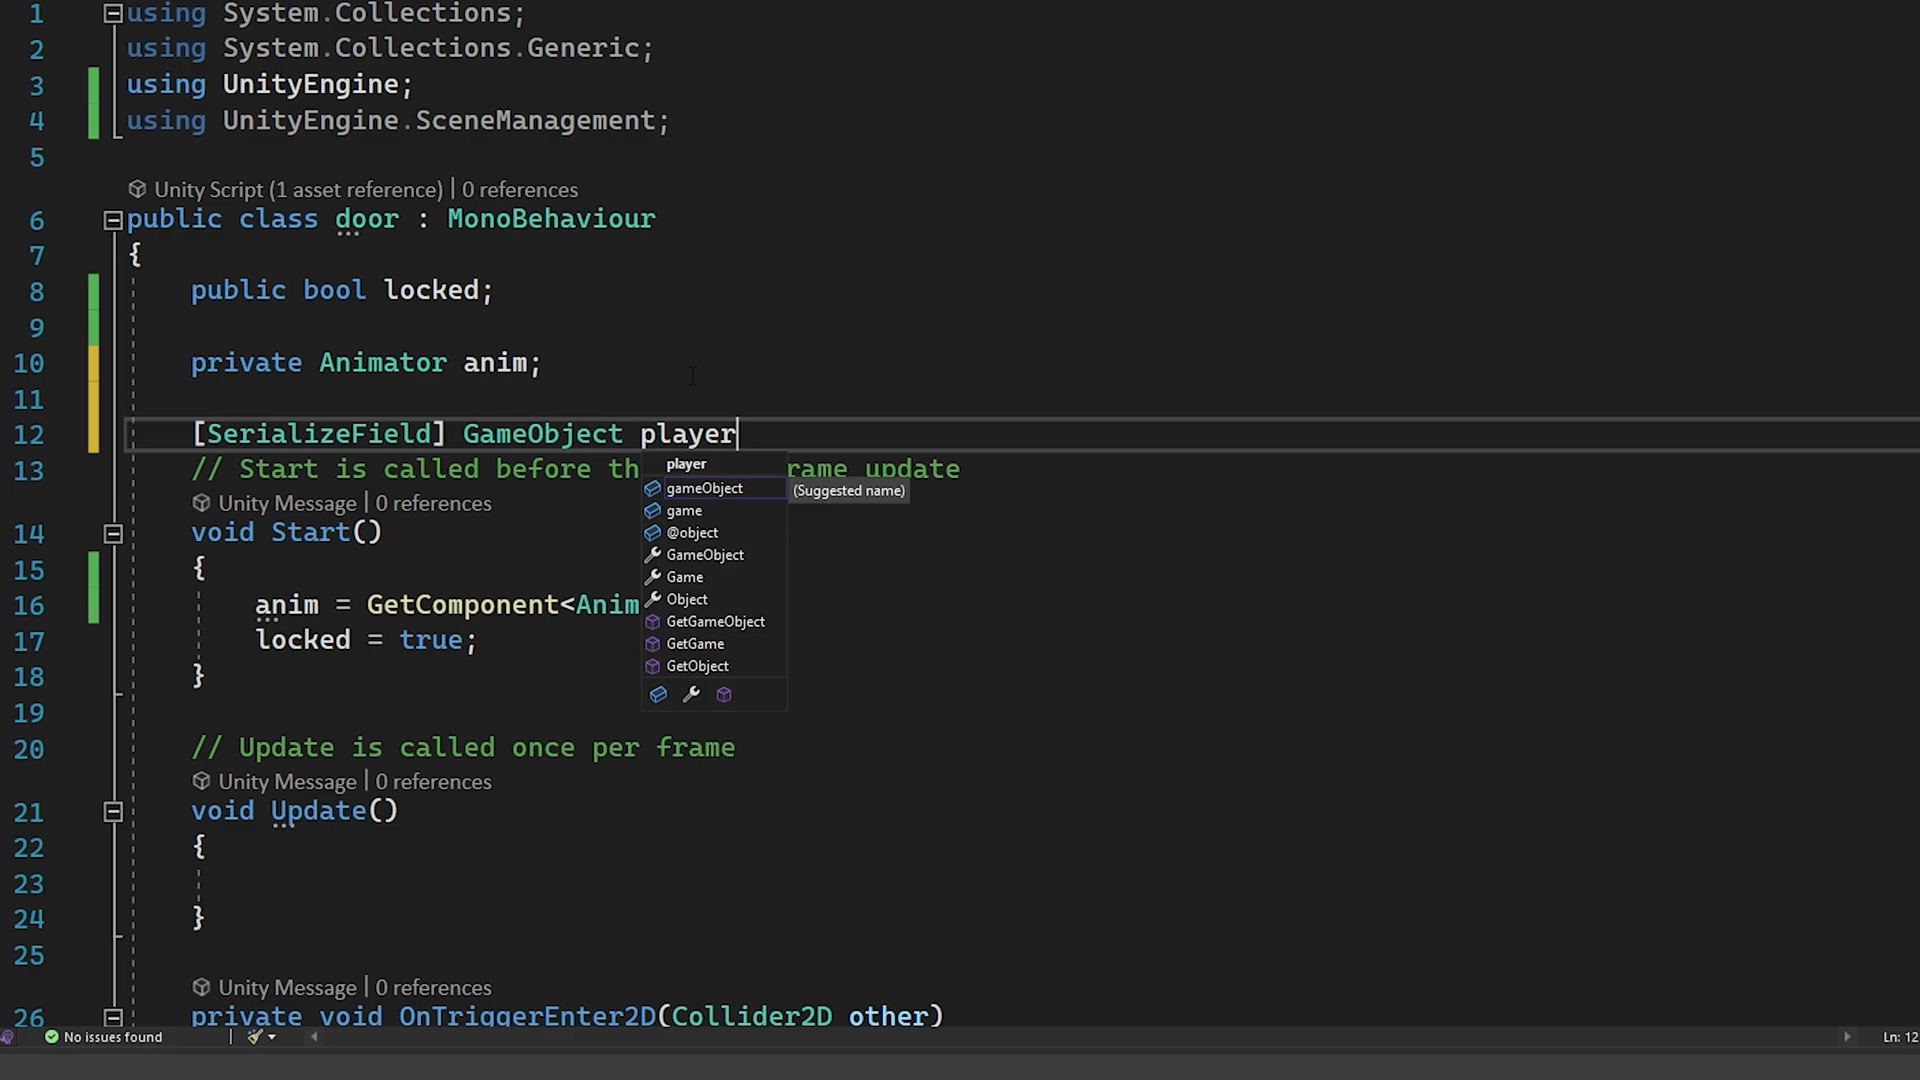 1 using System.Collections;
2 using System.Collections.Generic;
3 using UnityEngine;
4 using UnityEngine.SceneManagement;
5
Unity Script (1 asset reference) | 0 references
6 public class door : MonoBehaviour
7 {
8 public bool locked;
9
10 private Animator anim;
11
12 [SerializeField] GameObject player
player
13 // Start is called before th rame update
gameObject (Suggested name)
Unity Message | 0 references
game
14 void Start()
@object
GameObject
15 {
Game
16 anim = GetComponent<Anim
Object
GetGameObject
17 locked = true;
GetGame
GetObject
18 }
19
20 // Update is called once per frame
Unity Message | 0 references
21 void Update()
22 {
23
24 }
25
Unity Message | 0 references
26 private void OnTriggerEnter2D(Collider2D other)
No issues found Ln: 12